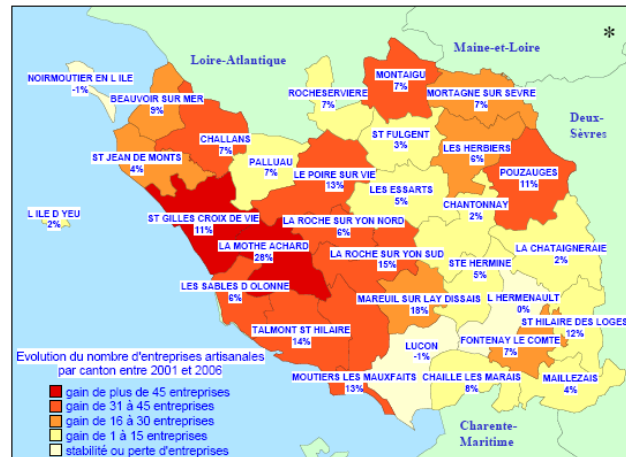 *
Maine-et-Loire
Loire-Atlantique
NOIRMOUTIER EN L ILE
-1%
MONTAIGU
7%
ROCHESERVIERE
7%
MORTAGNE SUR SEVRE
7%
BEAUVOIR SUR MER
9%
Deux-
Sèvres
CHALLANS
7%
ST FULGENT
3%
LES HERBIERS
6%
ST JEAN DE MONTS
4%
PALLUAU
7%
LE POIRE SUR VIE
13%
POUZAUGES
11%
LES ESSARTS
5%
CHANTONNAY
2%
L ILE D YEU
2%
ST GILLES CROIX DE VIE
11%
LA ROCHE SUR YON NORD
6%
LA MOTHE ACHARD
28%
LA ROCHE SUR YON SUD
15%
LA CHATAIGNERAIE
2%
STE HERMINE
5%
LES SABLES D OLONNE
6%
MAREUIL SUR LAY DISSAIS
18%
L HERMENAULT
0%
ST HILAIRE DES LOGES
12%
TALMONT ST HILAIRE
14%
LUCON
-1%
FONTENAY LE COMTE
7%
MOUTIERS LES MAUXFAITS
13%
CHAILLE LES MARAIS
8%
MAILLEZAIS
4%
Charente-
Maritime
Evolution du nombre d'entreprises artisanales
par canton entre 2001 et 2006
gain de plus de 45 entreprises
gain de 31 à 45 entreprises
gain de 16 à 30 entreprises
gain de 1 à 15 entreprises
stabilité ou perte d'entreprises